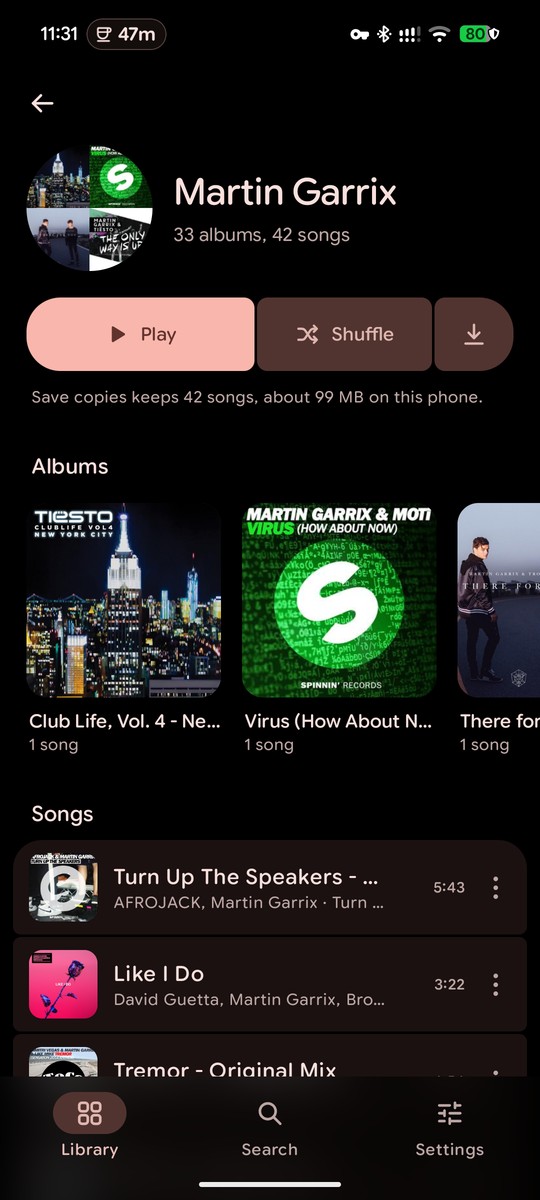 11:31
47m
80
Martin Garrix
33 albums, 42 songs
Play
Shuffle
Save copies keeps 42 songs, about 99 MB on this phone.
Albums
TIËSTO
CLUBLIFE VOL4
NEW YORK CITY
MARTIN GARRIX & MOTi
VIRUS (HOW ABOUT NOW)
SPINNIN' RECORDS
THERE FOR
Club Life, Vol. 4 - Ne...
1 song
Virus (How About N...
1 song
There for
1 song
Songs
Turn Up The Speakers - ...
AFROJACK, Martin Garrix · Turn ...
5:43
Like I Do
David Guetta, Martin Garrix, Bro...
3:22
Tremor - Original Mix
Library
Search
Settings